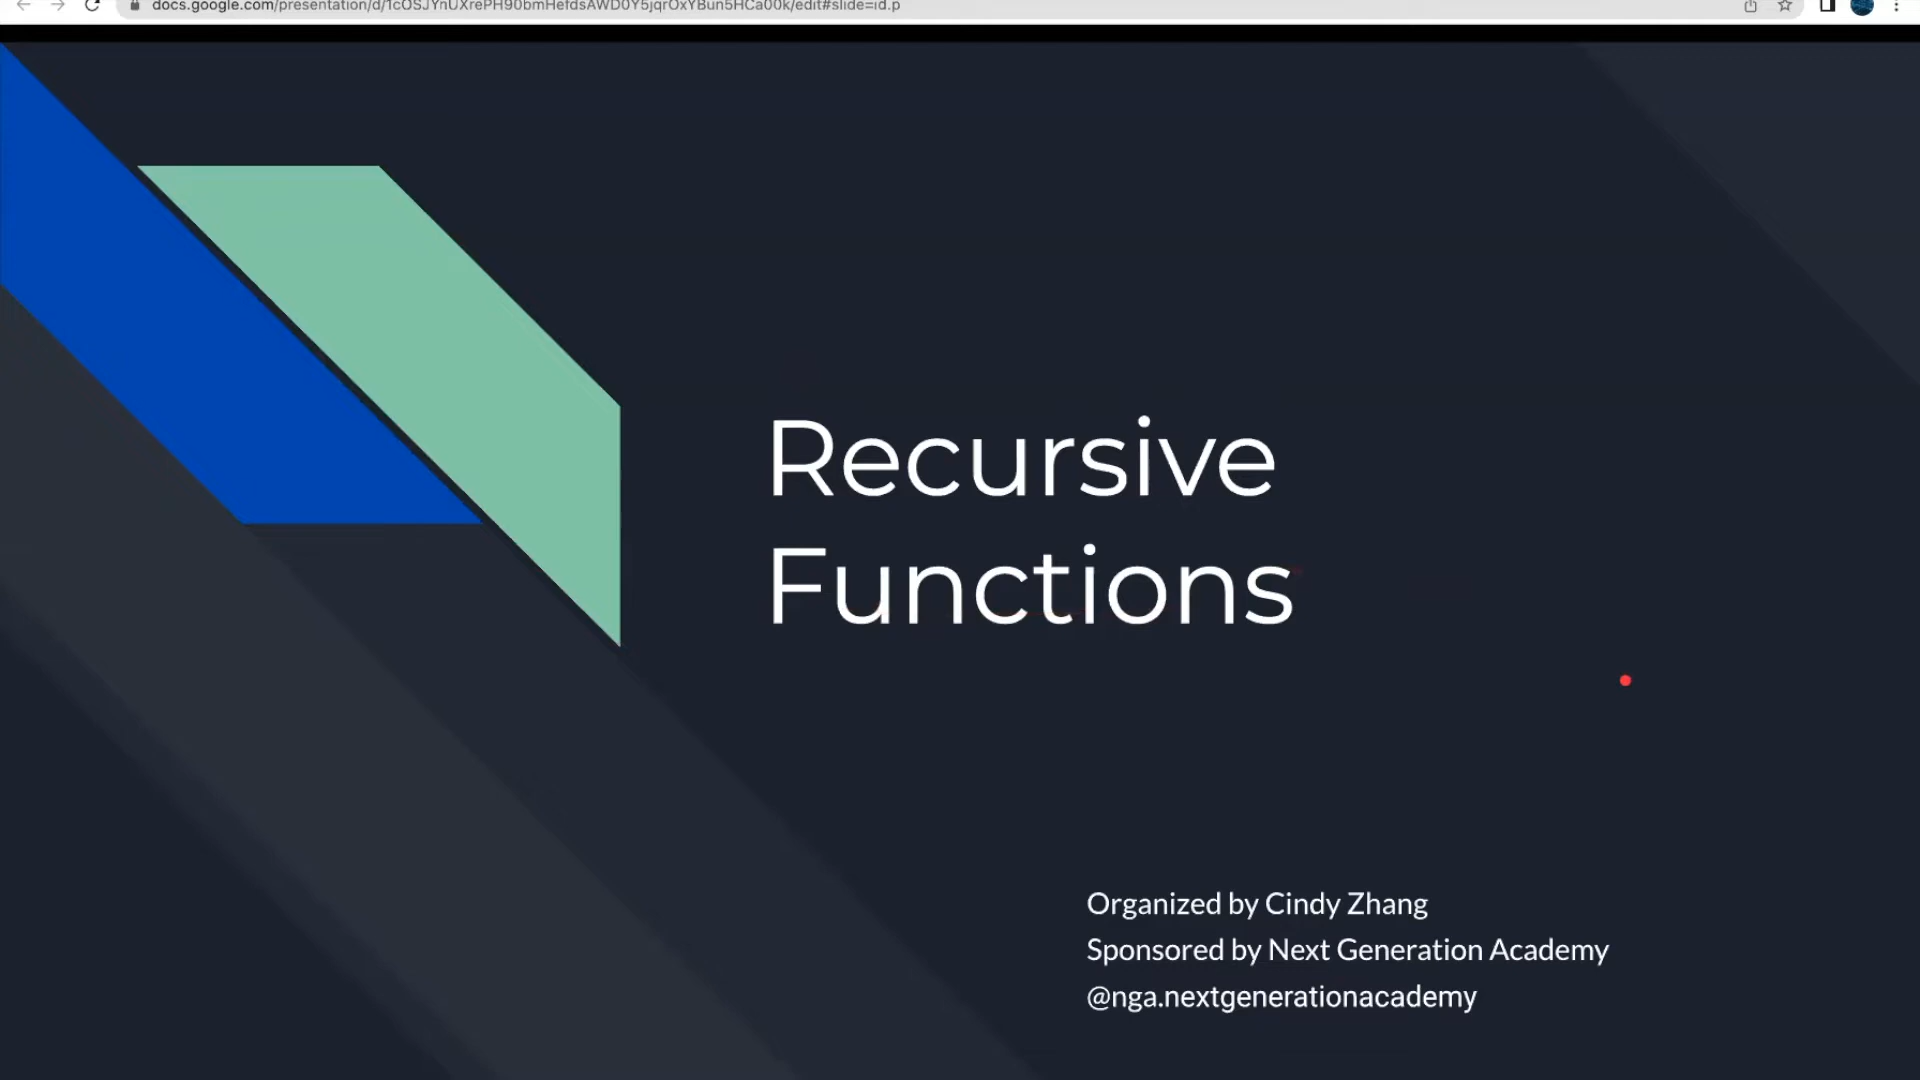 Recursive
Functions
Organized by Cindy Zhang
Sponsored by Next Generation Academy
@nga.nextgenerationacademy